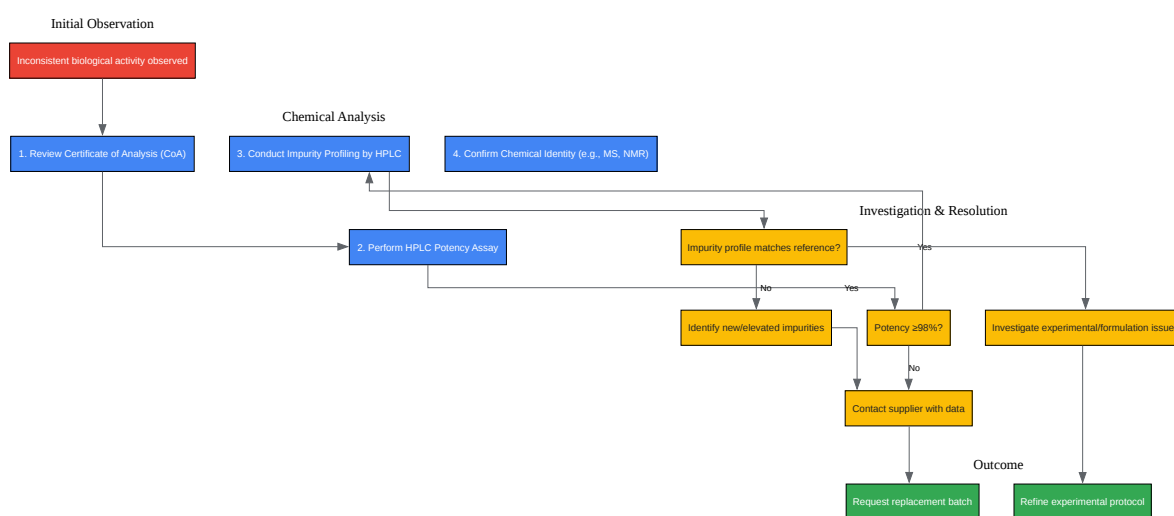 Initial Observation
Inconsistent biological activity observed
Chemical Analysis
1. Review Certificate of Analysis (CoA)
3. Conduct Impurity Profiling by HPLC
4. Confirm Chemical Identity (e.g., MS, NMR)
Investigation & Resolution
2. Perform HPLC Potency Assay
Impurity profile matches reference?
Yes
No
Yes
Identify new/elevated impurities
Potency ≥98%?
Investigate experimental/formulation issue
No
Contact supplier with data
Outcome
Request replacement batch
Refine experimental protocol